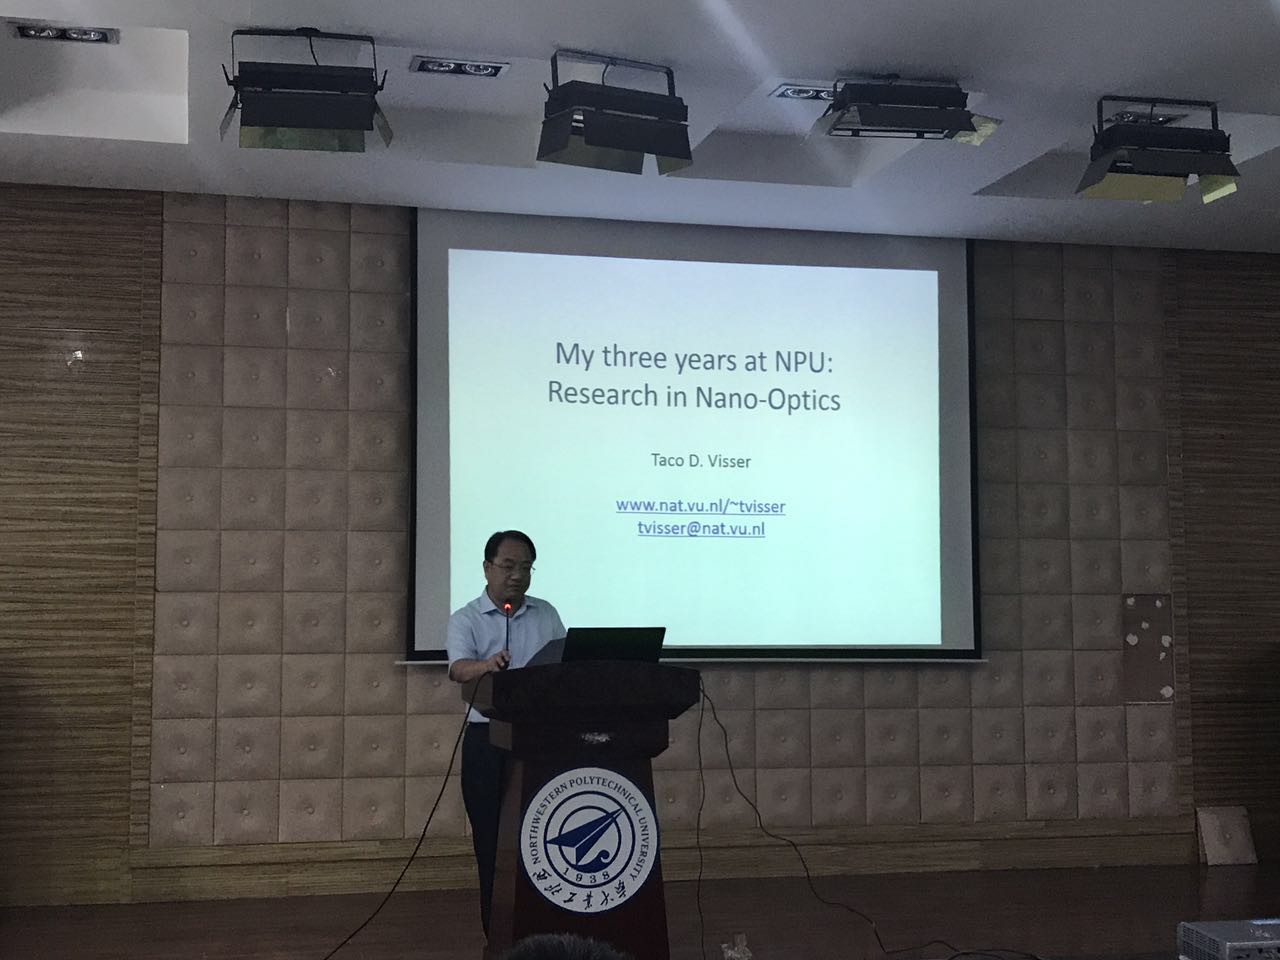 My three years at NPU:
Research in Nano-Optics
Taco D. Visser
www.nat.vu.nl/~tvisser
tvisser@nat.vu.nl
NORTHWESTERN POLYTECHNICAL UNIVERSITY
1938
西北工业大学